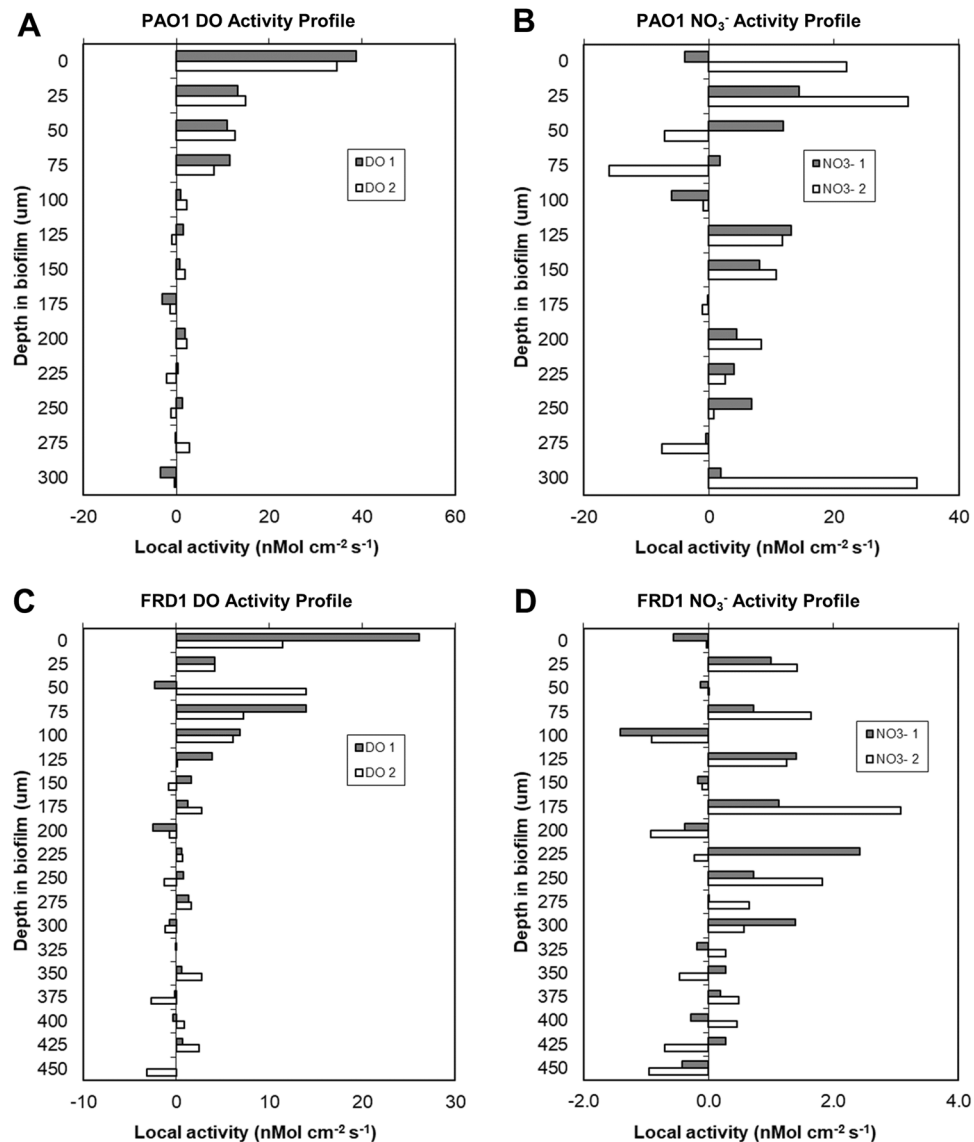 A
PAO1 DO Activity Profile
Depth in biofilm (um)
0
25
50
75
100
125
150
175
200
225
250
275
300
DO 1
DO 2
-20 0 20 40 60
Local activity (nMol cm⁻² s⁻¹)
B
PAO1 NO₃⁻ Activity Profile
Depth in biofilm (um)
0
25
50
75
100
125
150
175
200
225
250
275
300
NO3- 1
NO3- 2
-20 0 20 40
Local activity (nMol cm⁻² s⁻¹)
C
FRD1 DO Activity Profile
Depth in biofilm (um)
0
25
50
75
100
125
150
175
200
225
250
275
300
325
350
375
400
425
450
DO 1
DO 2
-10 0 10 20 30
Local activity (nMol cm⁻² s⁻¹)
D
FRD1 NO₃⁻ Activity Profile
Depth in biofilm (um)
0
25
50
75
100
125
150
175
200
225
250
275
300
325
350
375
400
425
450
NO3- 1
NO3- 2
-2.0 0.0 2.0 4.0
Local activity (nMol cm⁻² s⁻¹)